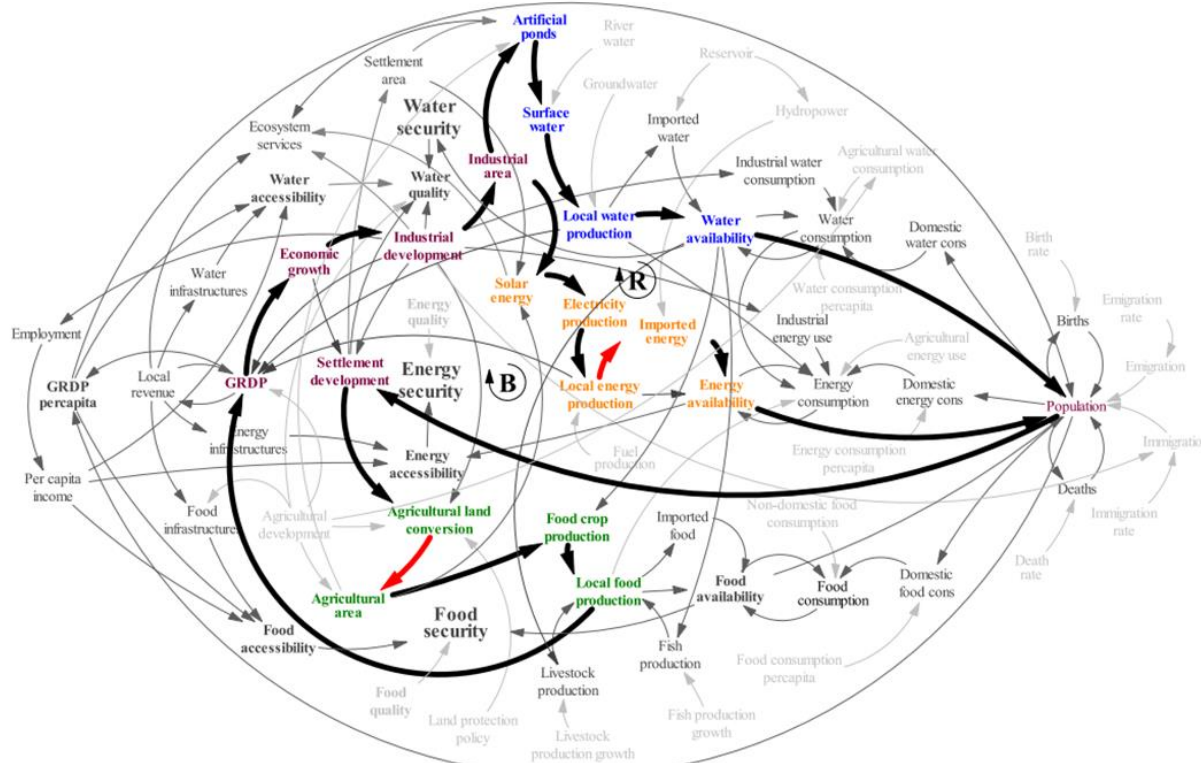 Artificial
ponds
River
water
Settlement
area
Reservoir
Groundwater
Hydropower
Water
security
Surface
water
Imported
water
Ecosystem
services
Industrial
area
Industrial water
consumption
Agricultural water
consumption
Water
accessibility
Water
quality
Local water
production
Water
availability
Water
consumption
Domestic
water cons
Birth
rate
Economic
growth
Industrial
development
Water
infrastructures
Solar
energy
R
Water consumption
percapita
Emigration
rate
Energy
quality
Electricity
production
Imported
energy
Industrial
energy use
Births
Employment
Agricultural
energy use
Emigration
GRDP
percapita
Local
revenue
GRDP
Settlement
development
Energy
security
B
Local energy
production
Energy
availability
Energy
consumption
Domestic
energy cons
Population
Energy
infrastructures
Energy
accessibility
Fuel
production
Energy consumption
percapita
Immigration
Per capita
income
Deaths
Food
infrastructures
Agricultural
development
Agricultural land
conversion
Food crop
production
Imported
food
Non-domestic food
consumption
Immigration
rate
Death
rate
Agricultural
area
Local food
production
Food
availability
Food
consumption
Domestic
food cons
Food
accessibility
Food
security
Fish
production
Livestock
production
Food consumption
percapita
Food
quality
Land protection
policy
Fish production
growth
Livestock
production growth